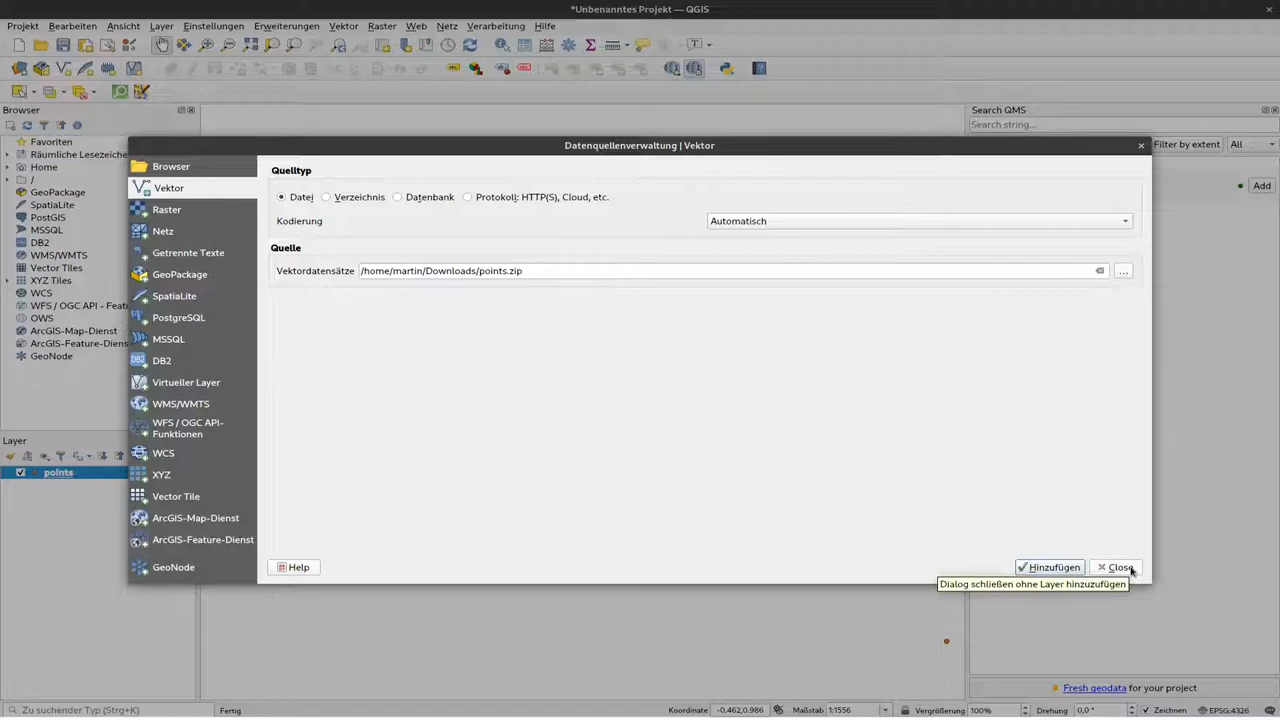 *Unbenanntes Projekt — QGIS
Projekt Bearbeiten Ansicht Layer Einstellungen Erweiterungen Vektor Raster Web Netz Verarbeitung Hilfe
Browser
Favoriten
Räumliche Lesezeiche
Home
/
GeoPackage
SpatiaLite
PostGIS
MSSQL
DB2
WMS/WMTS
Vector Tiles
XYZ Tiles
WCS
WFS / OGC API - Featu
OWS
ArcGIS-Map-Dienst
ArcGIS-Feature-Diens
GeoNode
Layer
points
Datenquellenverwaltung | Vektor
Browser
Vektor
Raster
Netz
Getrennte Texte
GeoPackage
SpatiaLite
PostgreSQL
MSSQL
DB2
Virtueller Layer
WMS/WMTS
WFS / OGC API-
Funktionen
WCS
XYZ
Vector Tile
ArcGIS-Map-Dienst
ArcGIS-Feature-Dienst
GeoNode
Quelltyp
Datei Verzeichnis Datenbank Protokoll: HTTP(S), Cloud, etc.
Kodierung Automatisch
Quelle
Vektordatensätze /home/martin/Downloads/points.zip ...
Help Hinzufügen Close
Dialog schließen ohne Layer hinzuzufügen
Search QMS
Search string...
Filter by extent All
Add
Fresh geodata for your project
Zu suchender Typ (Strg+K) Fertig Koordinate -0.462,0.986 Maßstab 1:1556 Vergrößerung 100% Drehung 0,0 ° Zeichnen EPSG:4326